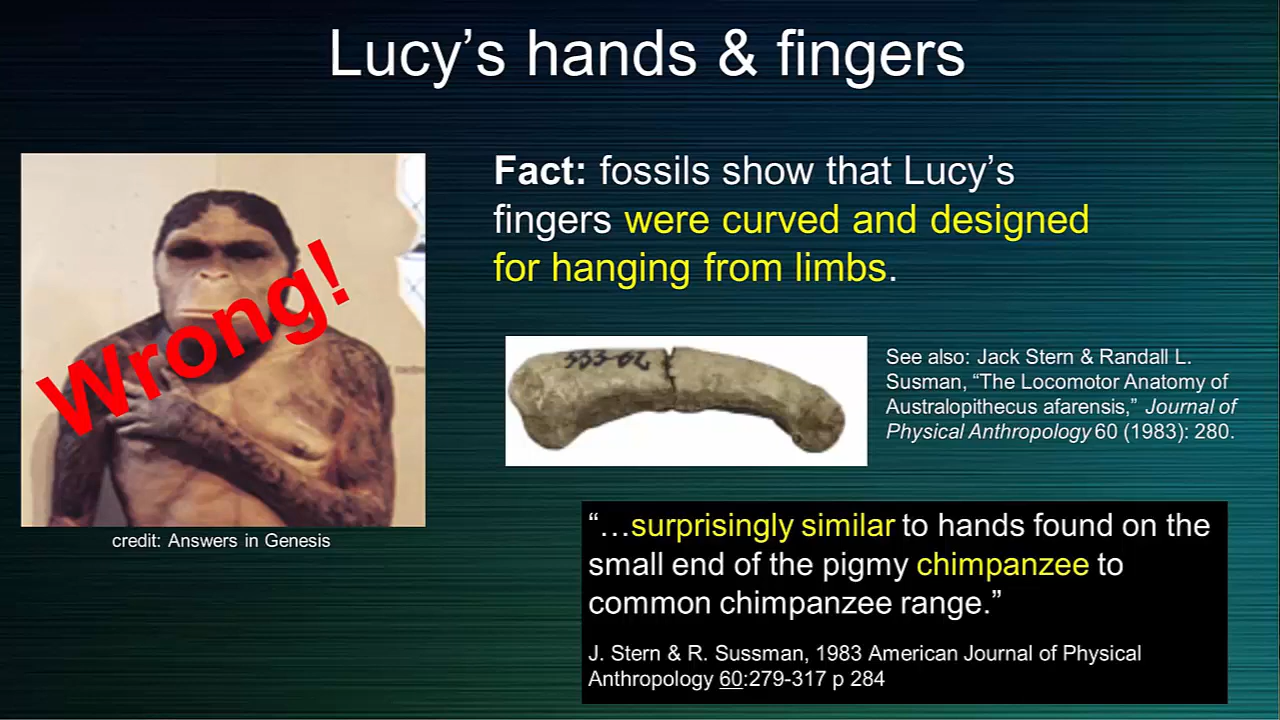 Lucy's hands & fingers
Wrong!
credit: Answers in Genesis
Fact: fossils show that Lucy's
fingers were curved and designed
for hanging from limbs.
333-62
See also: Jack Stern & Randall L.
Susman, “The Locomotor Anatomy of
Australopithecus afarensis,” Journal of
Physical Anthropology 60 (1983): 280.
“…surprisingly similar to hands found on the
small end of the pigmy chimpanzee to
common chimpanzee range.”
J. Stern & R. Sussman, 1983 American Journal of Physical
Anthropology 60:279-317 p 284